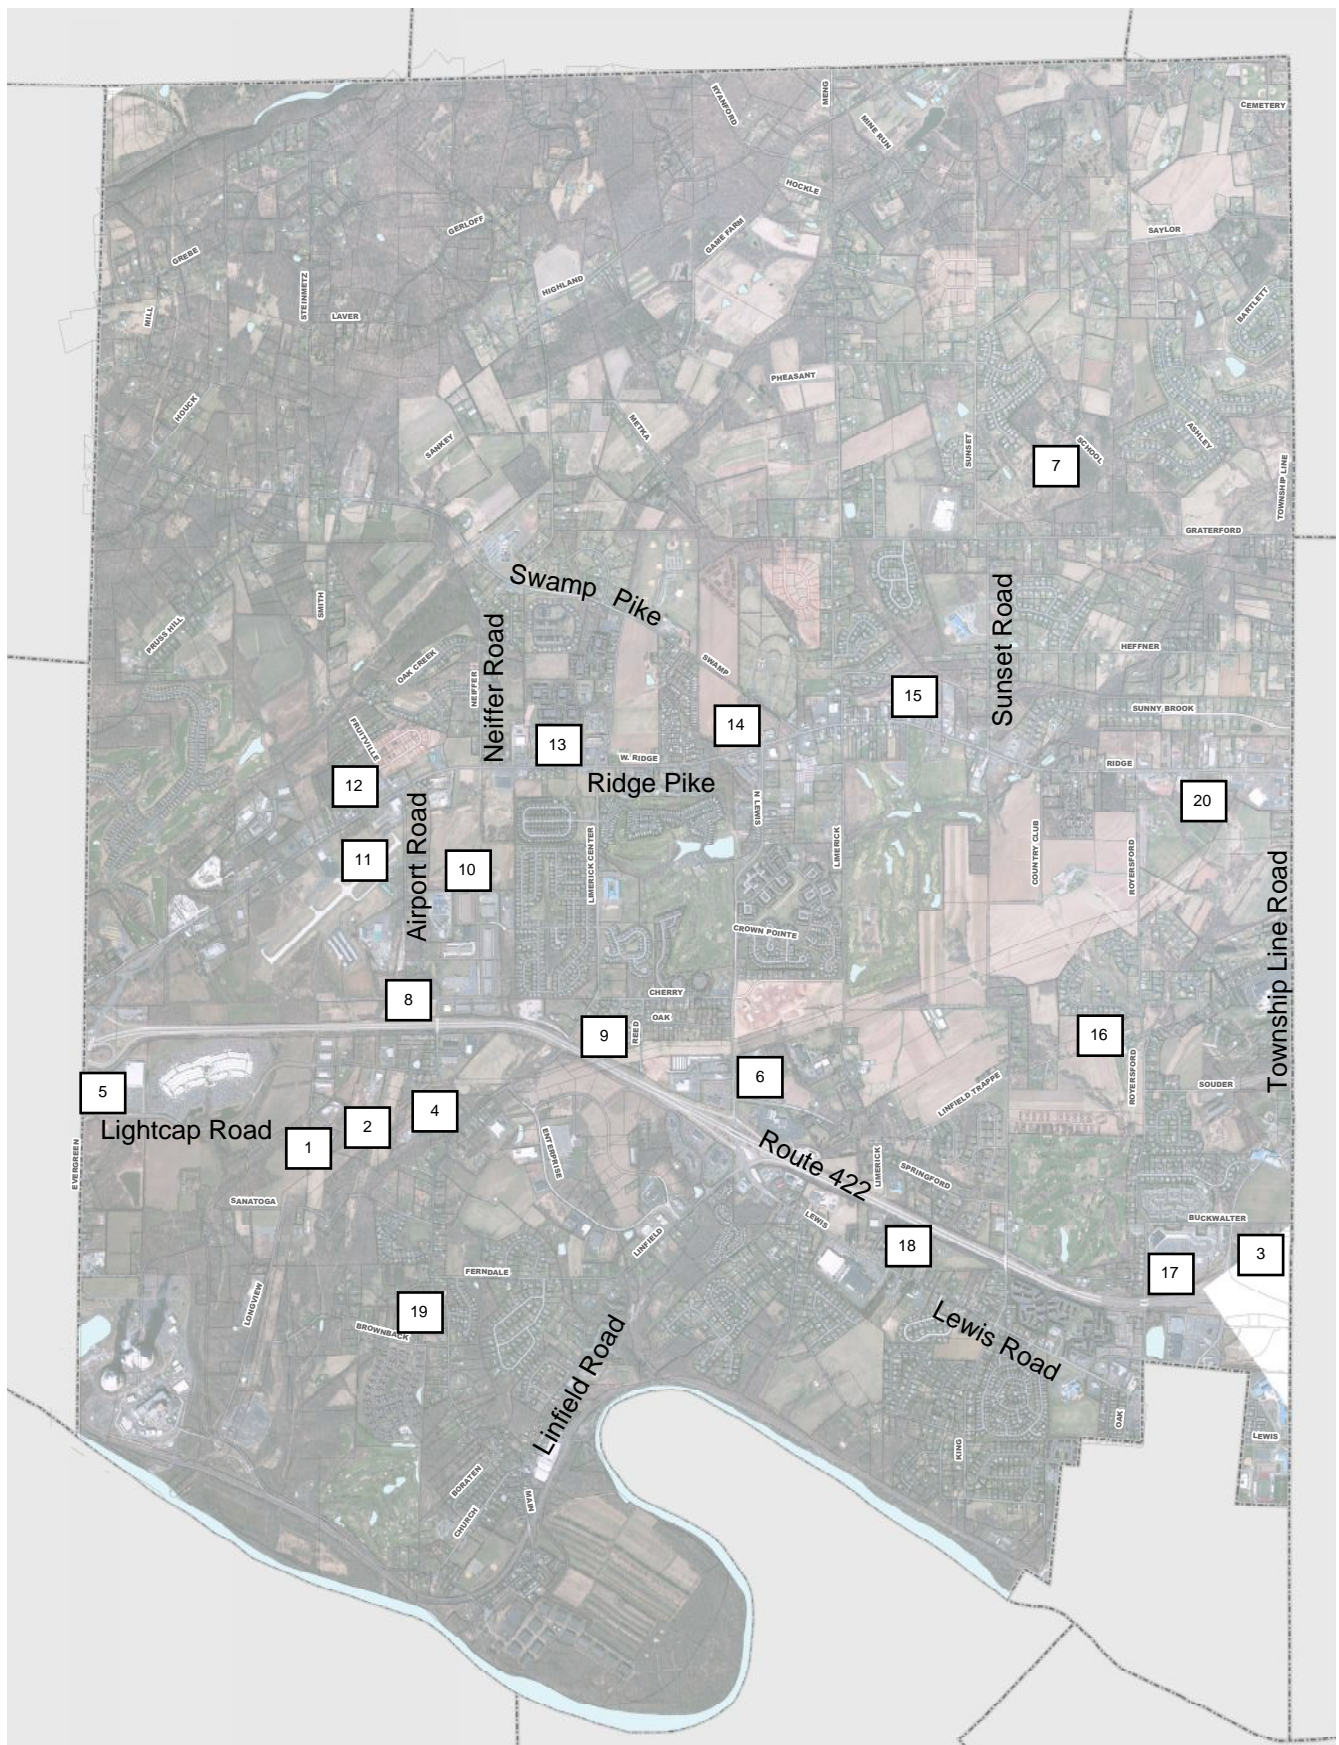 RYANFORD
MENG
CEMETERY
MINE RUN
HOCKLE
GERLOFF
GAME FARM
SAYLOR
GREBE
STEINMETZ
HIGHLAND
BARTLETT
MILL
LAVER
PHEASANT
HOUCK
METKA
SANKEY
SUNSET
SCHOOL
ASHLEY
7
TOWNSHIP LINE
GRATERFORD
Swamp Pike
SMITH
PRUSS HILL
Neiffer Road
Sunset Road
HEFFNER
OAK CREEK
SWAMP
NEIFFER
15
SUNNY BROOK
14
FRUITVILLE
13
W. RIDGE
RIDGE
12
Ridge Pike
20
N LEWIS
Airport Road
11
10
LIMERICK CENTER
LIMERICK
COUNTRY CLUB
ROYERSFORD
Township Line Road
CROWN POINTE
CHERRY
8
OAK
9
REED
16
5
6
SOUDER
ROYERSFORD
LINFIELD TRAPPE
4
2
Lightcap Road
1
ENTERPRISE
Route 422
LIMERICK
SPRINGFORD
EVERGREEN
SANATOGA
LEWIS
BUCKWALTER
LINFIELD
18
3
17
FERNDALE
LONGVIEW
19
BROWNBACK
Lewis Road
Linfield Road
OAK
LEWIS
KING
BORATEN
MAIN
CHURCH